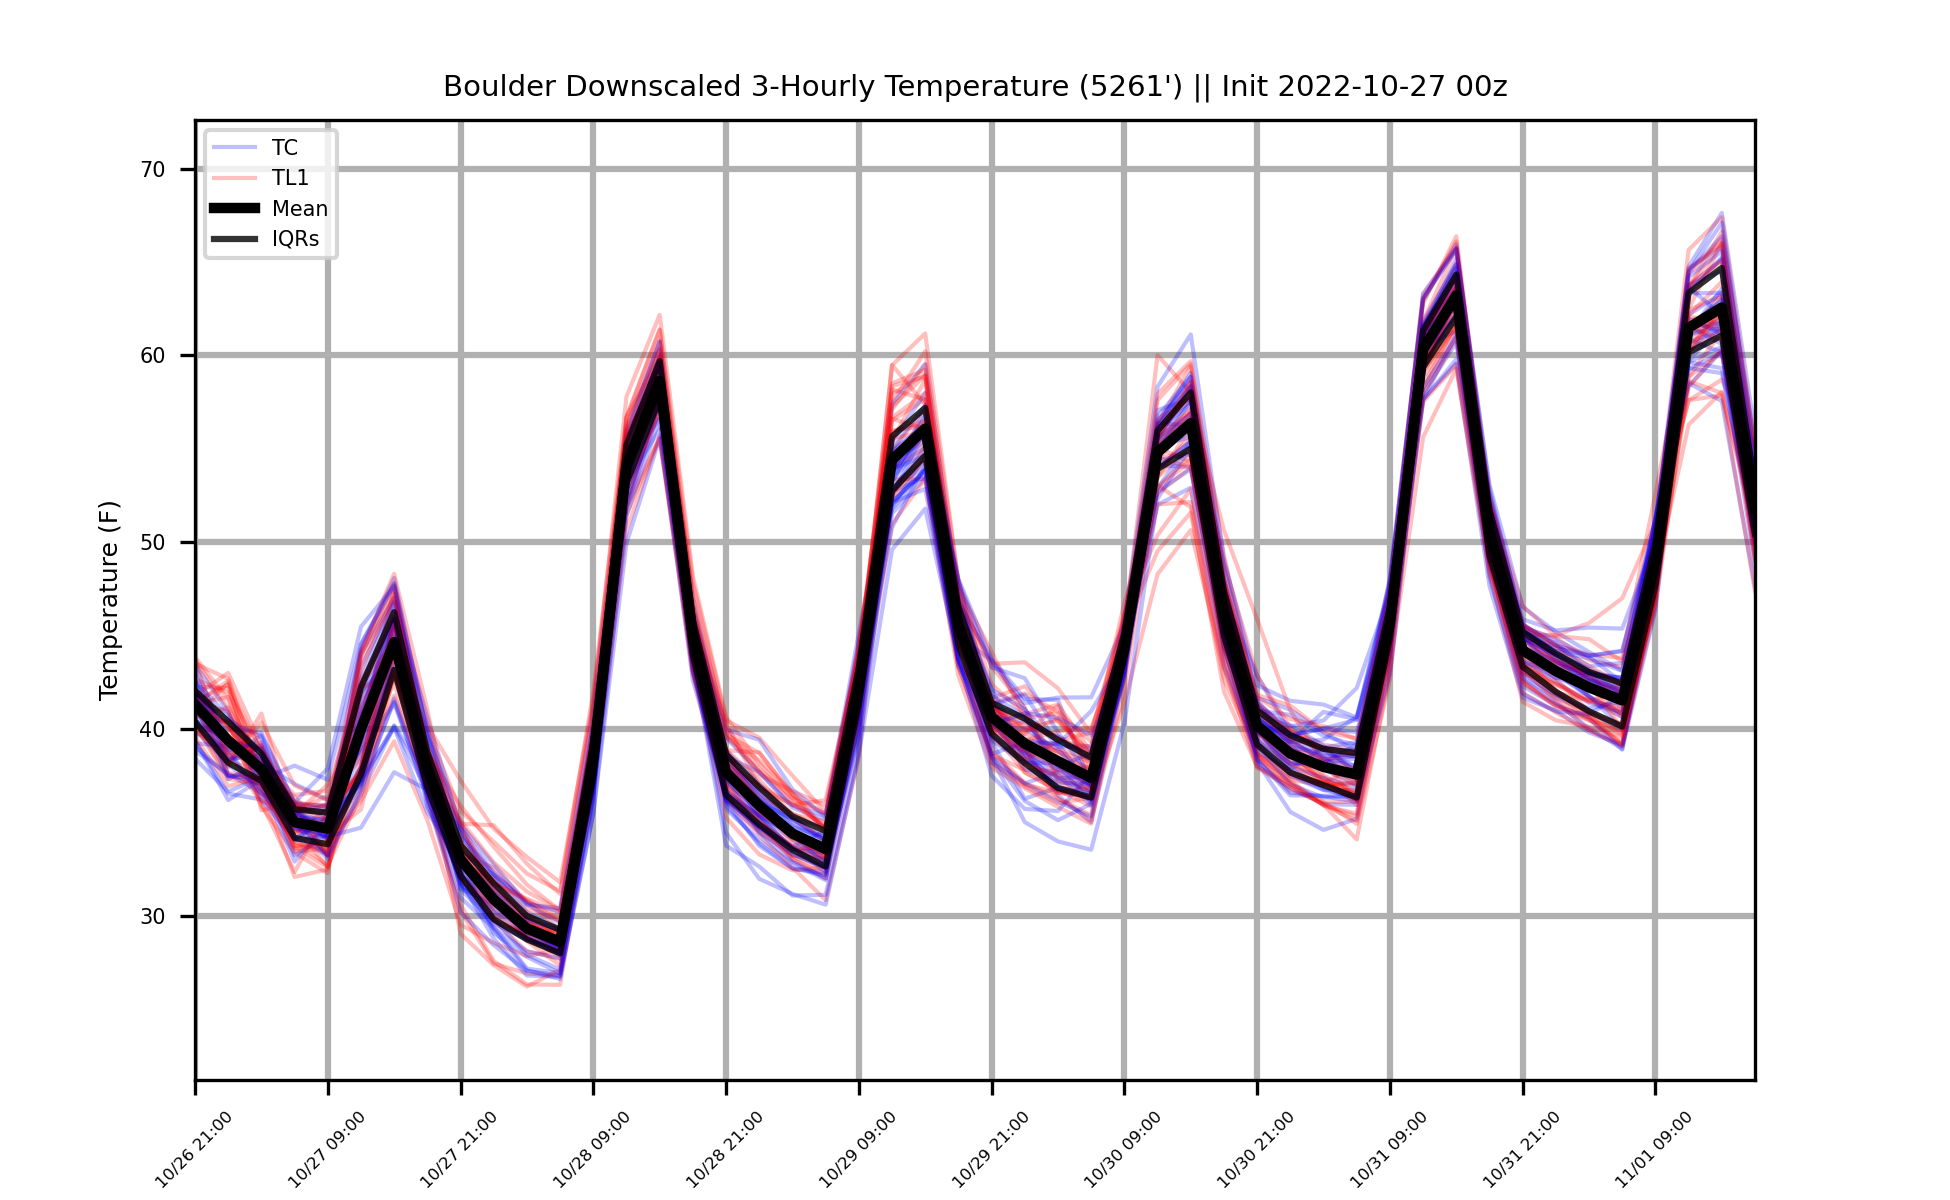 Boulder Downscaled 3-Hourly Temperature (5261') || Init 2022-10-27 00z
TC
TL1
Mean
IQRs
Temperature (F)
70
60
50
40
30
10/26 21:00
10/27 09:00
10/27 21:00
10/28 09:00
10/28 21:00
10/29 09:00
10/29 21:00
10/30 09:00
10/30 21:00
10/31 09:00
10/31 21:00
11/01 09:00